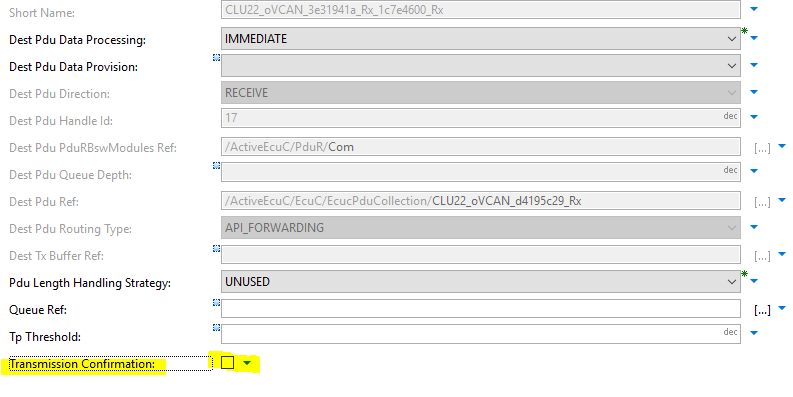 Short Name: CLU22_oVCAN_3e31941a_Rx_1c7e4600_Rx
Dest Pdu Data Processing: IMMEDIATE
Dest Pdu Data Provision:
Dest Pdu Direction: RECEIVE
Dest Pdu Handle Id: 17 dec
Dest Pdu PduRBswModules Ref: /ActiveEcuC/PduR/Com [...]
Dest Pdu Queue Depth: dec
Dest Pdu Ref: /ActiveEcuC/EcuC/EcucPduCollection/CLU22_oVCAN_d4195c29_Rx [...]
Dest Pdu Routing Type: API_FORWARDING
Dest Tx Buffer Ref: [...]
Pdu Length Handling Strategy: UNUSED
Queue Ref: [...]
Tp Threshold: dec
Transmission Confirmation: